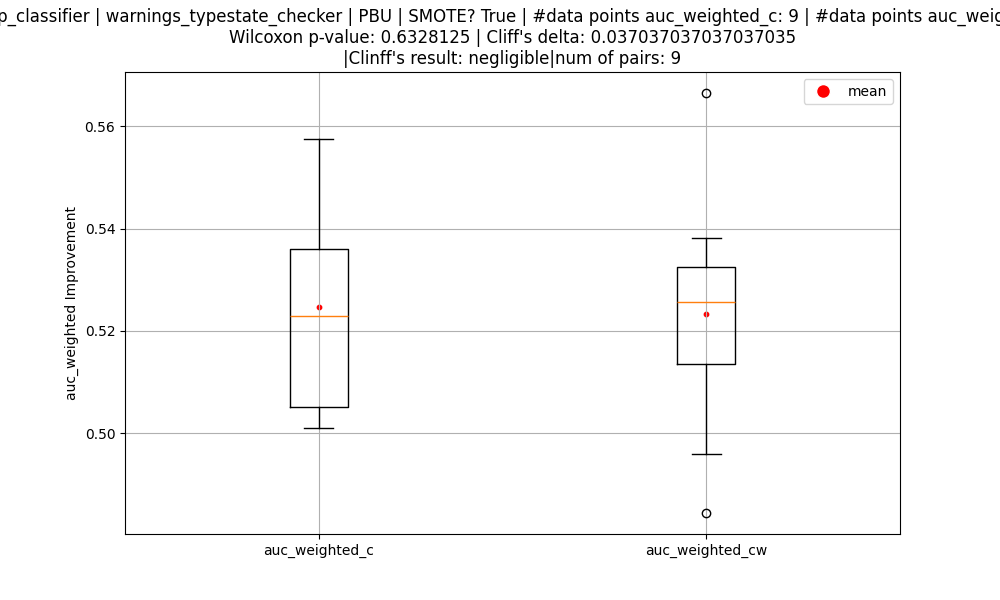 p_classifier | warnings_typestate_checker | PBU | SMOTE? True | #data points auc_weighted_c: 9 | #data points auc_weig
Wilcoxon p-value: 0.6328125 | Cliff's delta: 0.037037037037037035
|Clinff's result: negligible|num of pairs: 9
mean
0.56
0.54
0.52
0.50
auc_weighted Improvement
auc_weighted_c
auc_weighted_cw